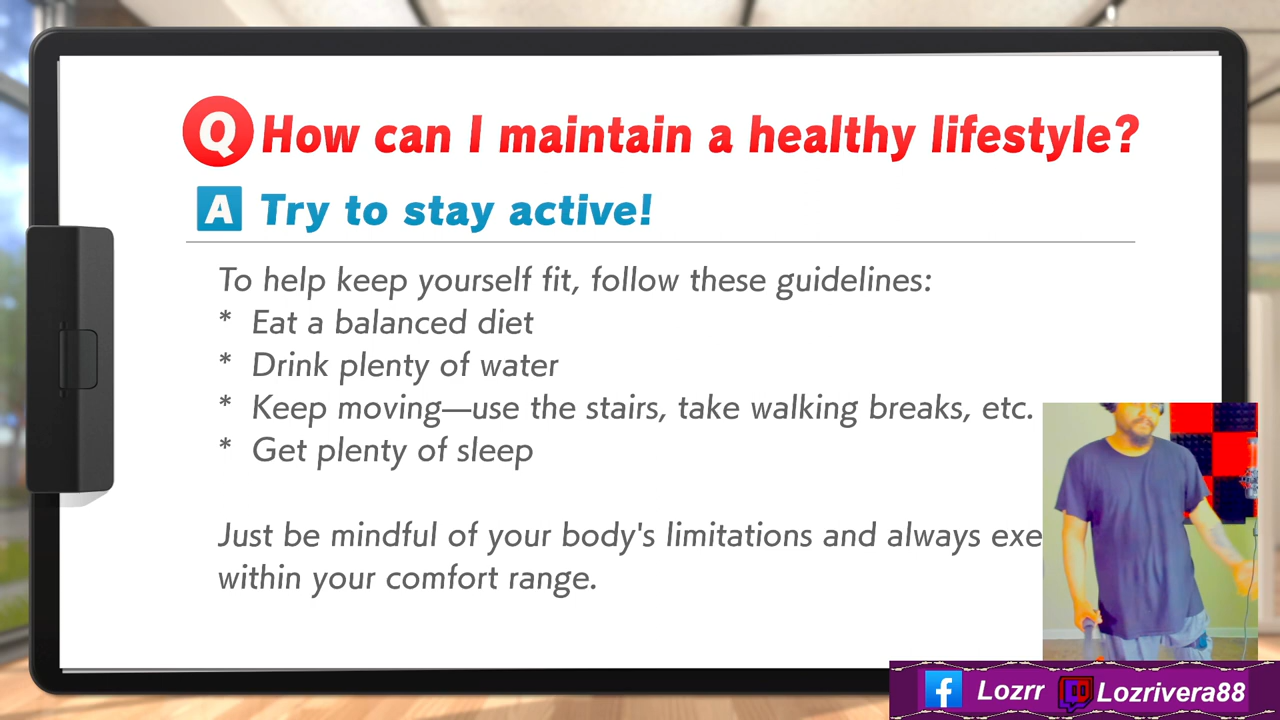 Q How can I maintain a healthy lifestyle?
A Try to stay active!
To help keep yourself fit, follow these guidelines:
* Eat a balanced diet
* Drink plenty of water
* Keep moving—use the stairs, take walking breaks, etc.
* Get plenty of sleep
Just be mindful of your body's limitations and always exe
within your comfort range.
Lozrr Lozrivera88